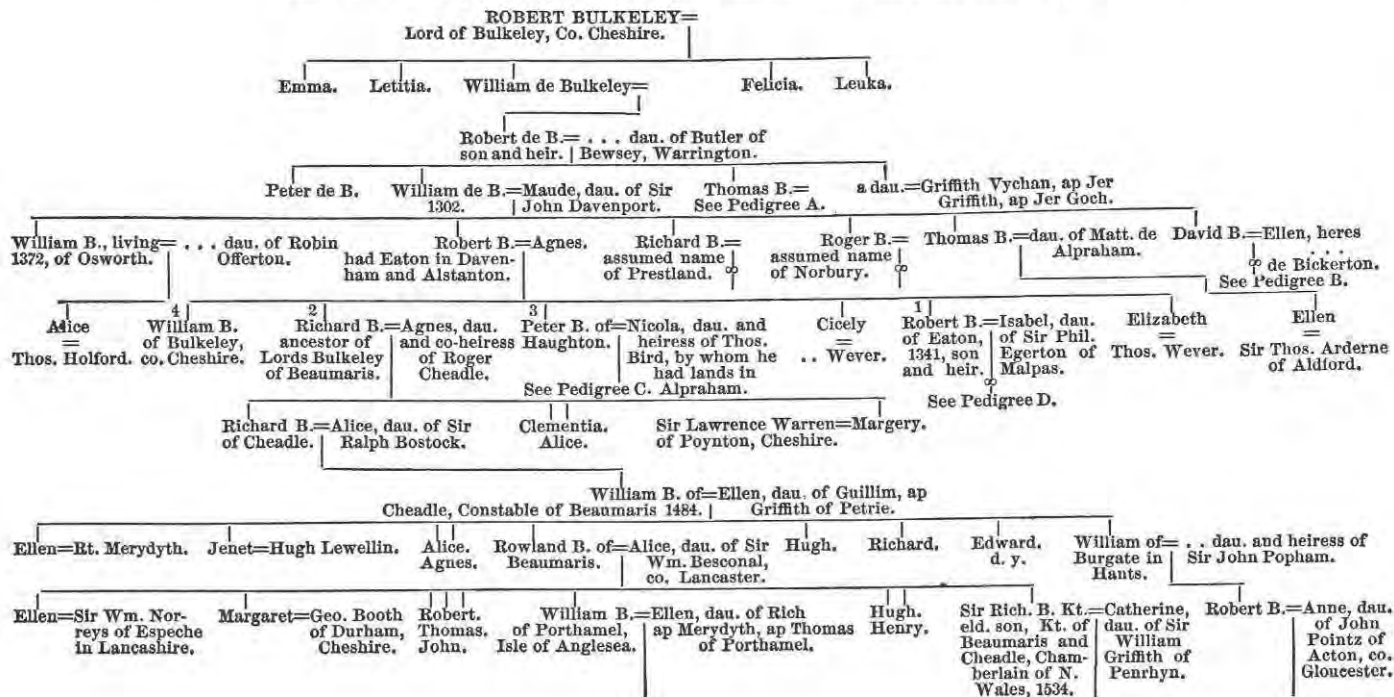 ROBERT BULKELEY=
Lord of Bulkeley, Co. Cheshire.
Emma. Letitia. William de Bulkeley= Felicia. Leuka.
Robert de B.= . . . dau. of Butler of
son and heir. | Bewsey, Warrington.
Peter de B. William de B.=Maude, dau. of Sir Thomas B.= a dau.=Griffith Vychan, ap Jer
1302. | John Davenport. See Pedigree A. Griffith, ap Jer Goch.
William B., living= . . . dau. of Robin Robert B.=Agnes. Richard B.= Roger B.= Thomas B.=dau. of Matt. de David B.=Ellen, heres
1372, of Osworth. Offerton. had Eaton in Daven- assumed name assumed name Alpraham. . . .
ham and Alstanton. of Prestland. of Norbury. de Bickerton.
See Pedigree B.
4 2 3 1
Alice William B. Richard B.=Agnes, dau. Peter B. of=Nicola, dau. and Cicely Robert B.=Isabel, dau. Elizabeth Ellen
= of Bulkeley, ancestor of and co-heiress Haughton. heiress of Thos. = of Eaton, of Sir Phil. = =
Thos. Holford. co. Cheshire. Lords Bulkeley of Roger Bird, by whom he . . Wever. 1341, son Egerton of Thos. Wever. Sir Thos. Arderne
of Beaumaris. Cheadle. had lands in and heir. Malpas. of Aldford.
See Pedigree C. Alpraham. See Pedigree D.
Richard B.=Alice, dau. of Sir Clementia. Sir Lawrence Warren=Margery.
of Cheadle. Ralph Bostock. Alice. of Poynton, Cheshire.
William B. of=Ellen, dau. of Guillim, ap
Cheadle, Constable of Beaumaris 1484. | Griffith of Petrie.
Ellen=Rt. Merydyth. Jenet=Hugh Lewellin. Alice. Rowland B. of=Alice, dau. of Sir Hugh. Richard. Edward. William of= . . dau. and heiress of
Agnes. Beaumaris. Wm. Besconal, d. y. Burgate in Sir John Popham.
co. Lancaster. Hants.
Ellen=Sir Wm. Nor- Margaret=Geo. Booth Robert. William B.=Ellen, dau. of Rich Hugh. Sir Rich. B. Kt.=Catherine, Robert B.=Anne, dau.
reys of Espeche of Durham, Thomas. of Porthamel, ap Merydyth, ap Thomas Henry. eld. son, Kt. of dau. of Sir of John
in Lancashire. Cheshire. John. Isle of Anglesea. of Porthamel. Beaumaris and William Pointz of
Cheadle, Cham- Griffith of Acton, co.
berlain of N. Penrhyn. Gloucester.
Wales, 1534.